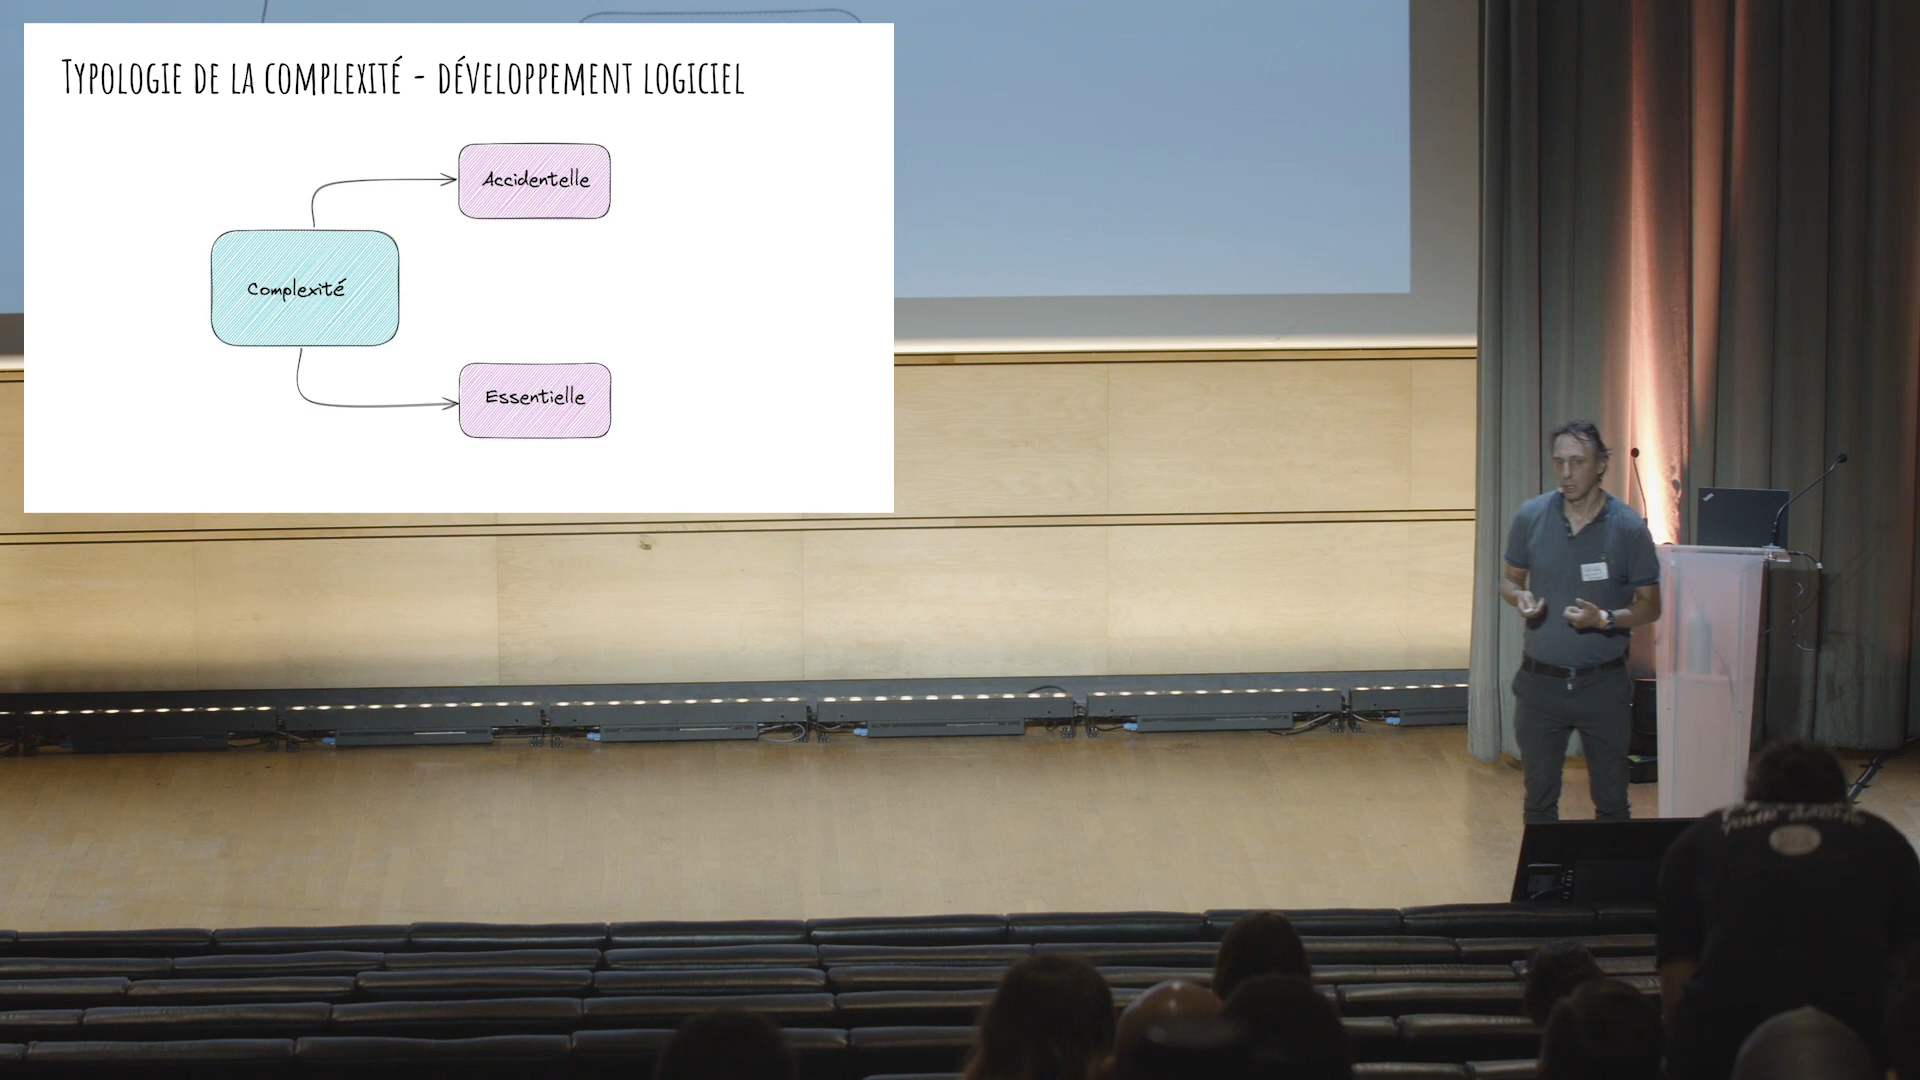 TYPOLOGIE DE LA COMPLEXITÉ - DÉVELOPPEMENT LOGICIEL
Accidentelle
Complexité
Essentielle